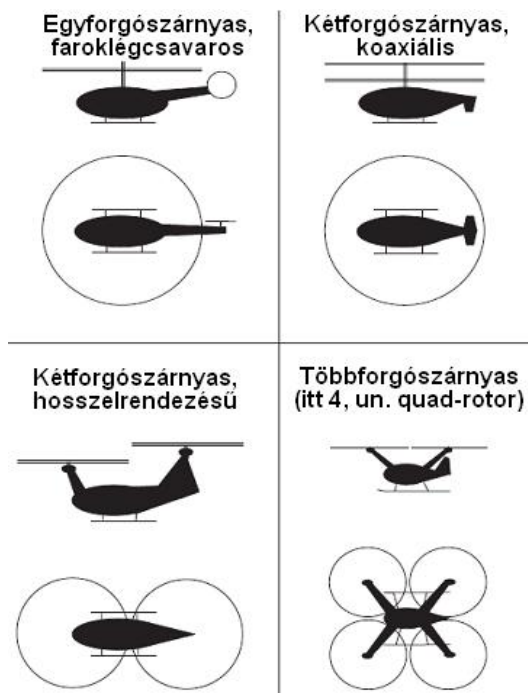 Egyforgószárnyas,
faroklégcsavaros
Kétforgószárnyas,
koaxiális
Kétforgószárnyas,
hosszelrendezésű
Többforgószárnyas
(itt 4, un. quad-rotor)